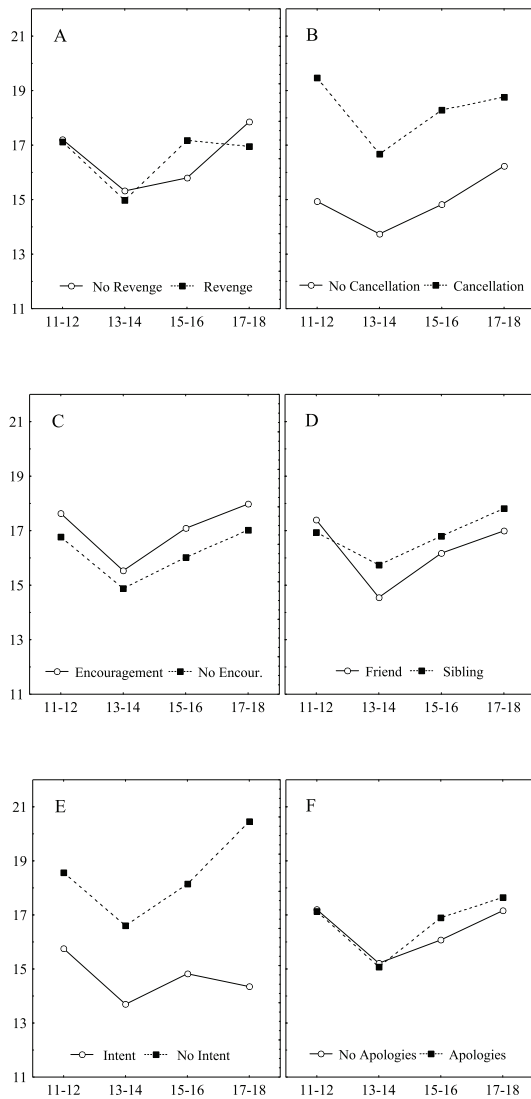 21
A
B
19
17
15
13
No Revenge Revenge
No Cancellation Cancellation
11
11-12 13-14 15-16 17-18
11-12 13-14 15-16 17-18
21
C
D
19
17
15
13
Encouragement No Encour.
Friend Sibling
11
11-12 13-14 15-16 17-18
11-12 13-14 15-16 17-18
21
E
F
19
17
15
13
Intent No Intent
No Apologies Apologies
11
11-12 13-14 15-16 17-18
11-12 13-14 15-16 17-18